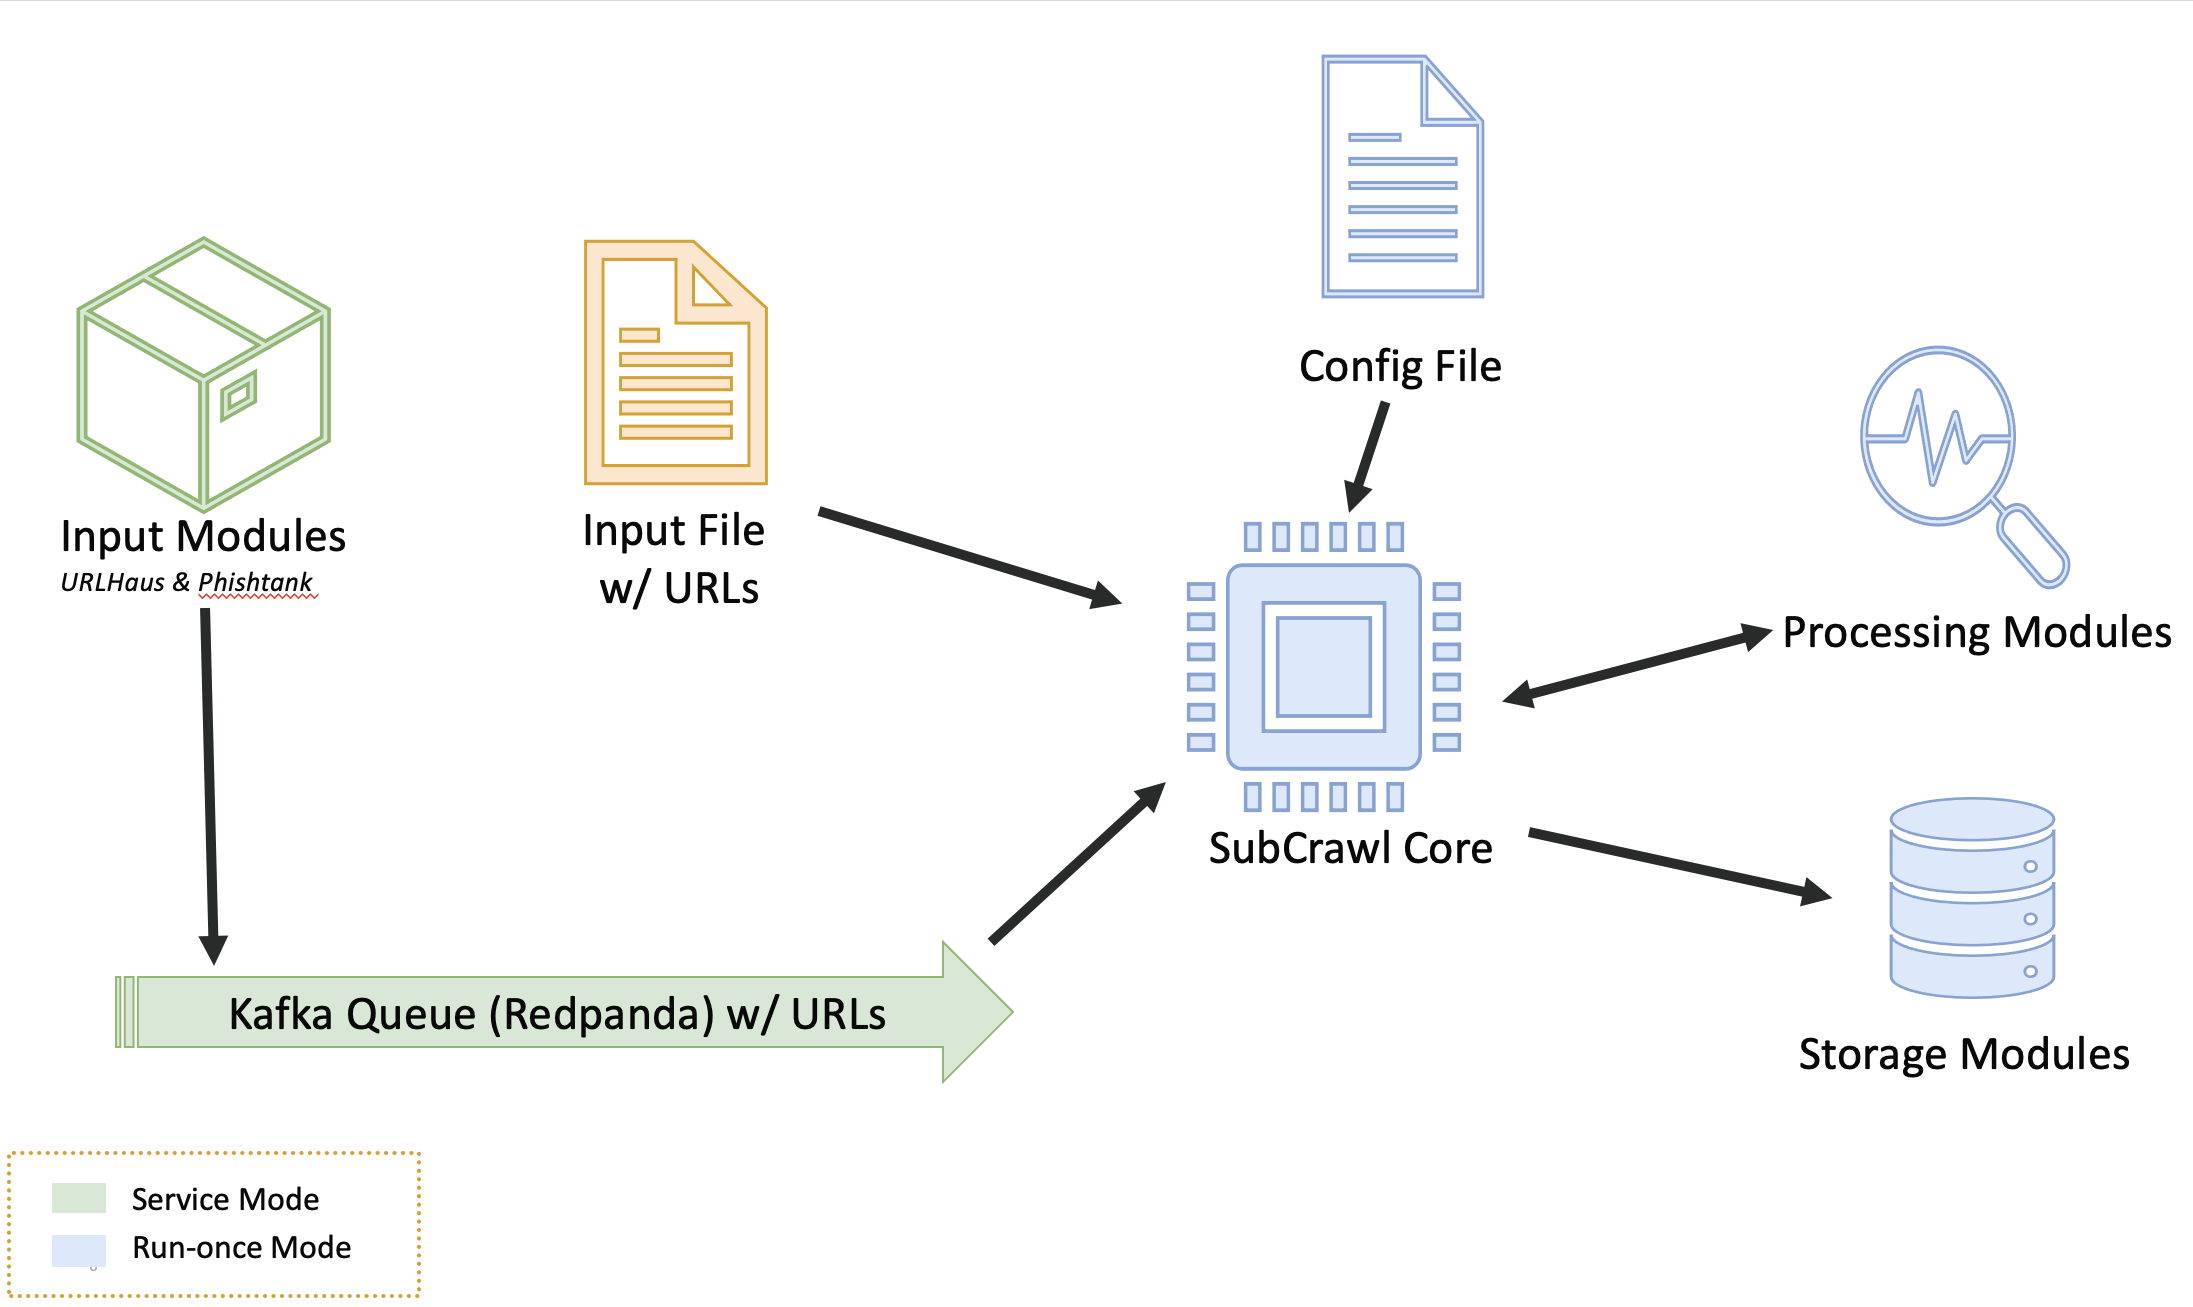 Config File
Input Modules
URLHaus & Phishtank
Input File
w/ URLs
Processing Modules
SubCrawl Core
Kafka Queue (Redpanda) w/ URLs
Storage Modules
Service Mode
Run-once Mode